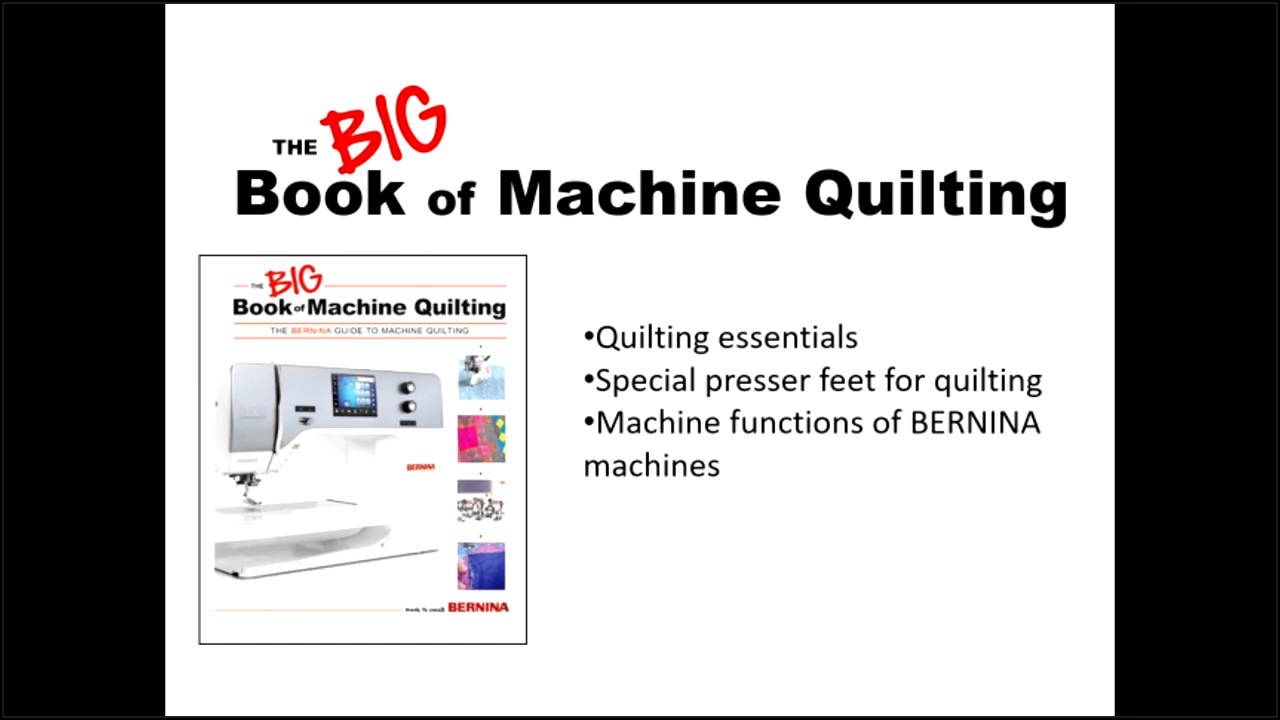 THE BIG
Book of Machine Quilting
THE BIG
Book of Machine Quilting
THE BERNINA GUIDE TO MACHINE QUILTING
BERNINA
made to create BERNINA
•Quilting essentials
•Special presser feet for quilting
•Machine functions of BERNINA
machines